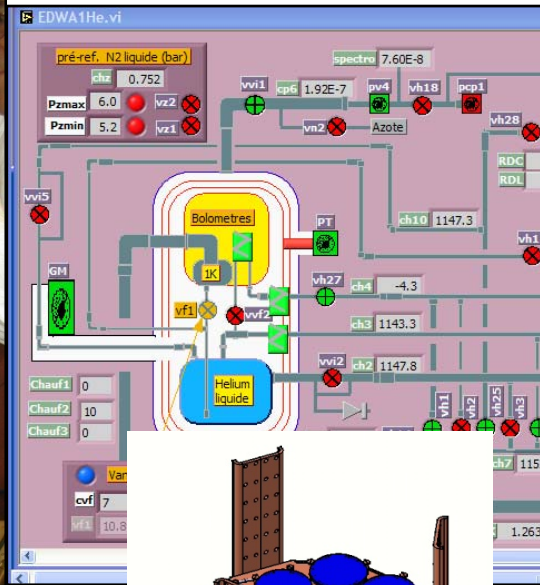 EDWA1He.vi
pré-ref. N2 liquide (bar)
chz 0.752
Pzmax 6.0 vz2
Pzmin 5.2 vz1
spectro 7.60E-8
vvi1 cp6 1.92E-7 pv4 vh18 pcp1
vn2 Azote
vh28
RDC
RDL
vvi5
Bolometres
PT
ch10 1147.3
vh1
GM
1K
vh27
ch4 -4.3
vf1
vvf2
ch3 1143.3
vvi2
ch2 1147.8
Helium
liquide
Chauf1 0
Chauf2 10
Chauf3 0
vh1 vh2 vh25 vh3
Var
ch7 115
cvf 7
vf1 10.8
1.263